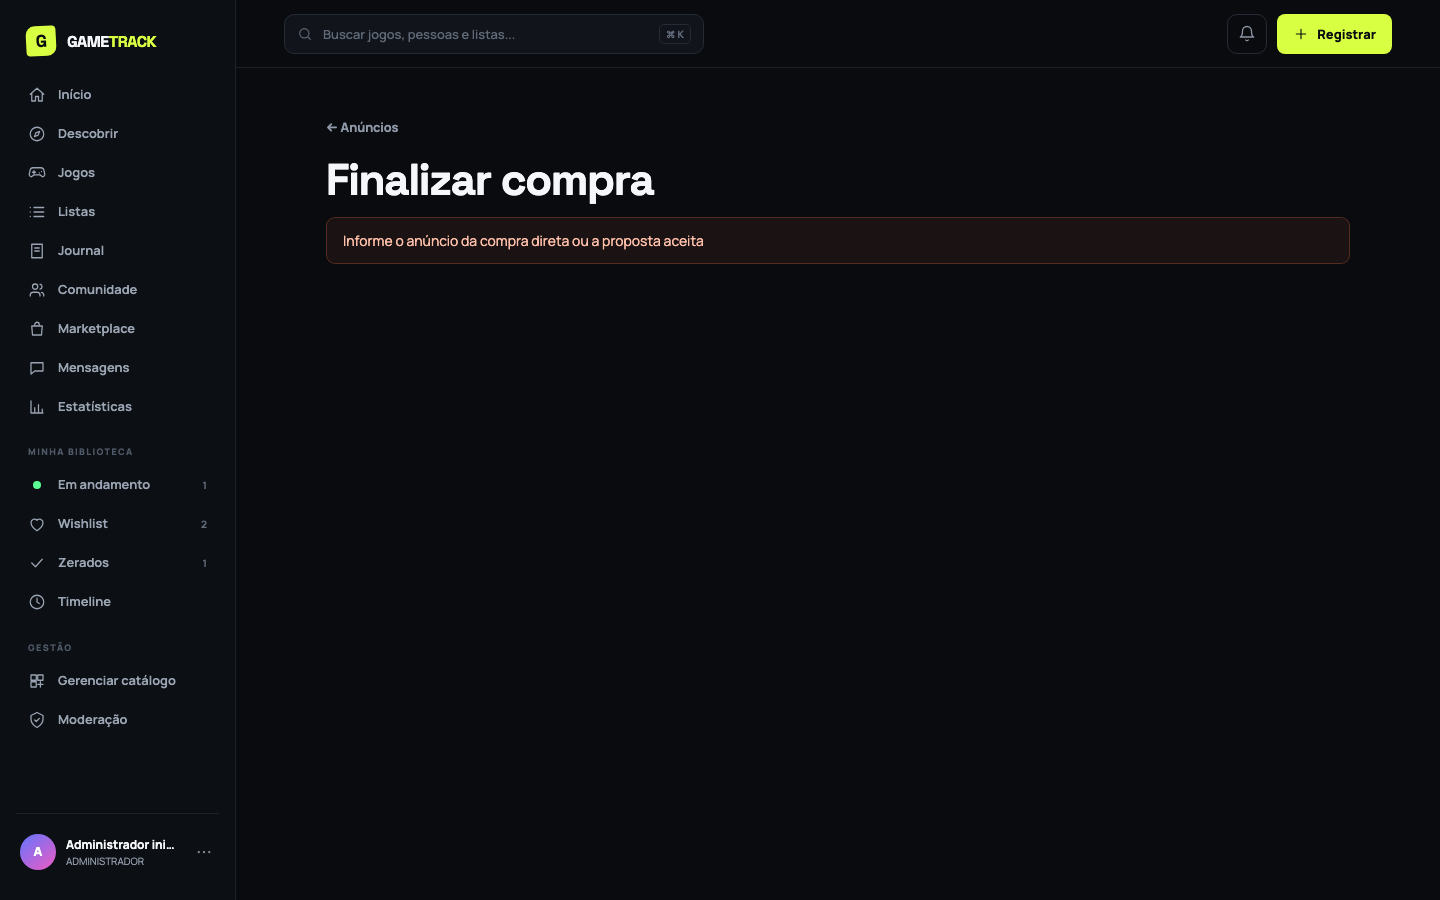 G GAMETRACK
Início
Descobrir
Jogos
Listas
Journal
Comunidade
Marketplace
Mensagens
Estatísticas
MINHA BIBLIOTECA
Em andamento 1
Wishlist 2
Zerados 1
Timeline
GESTÃO
Gerenciar catálogo
Moderação
A Administrador ini...
ADMINISTRADOR
Buscar jogos, pessoas e listas... ⌘ K
+ Registrar
← Anúncios
Finalizar compra
Informe o anúncio da compra direta ou a proposta aceita